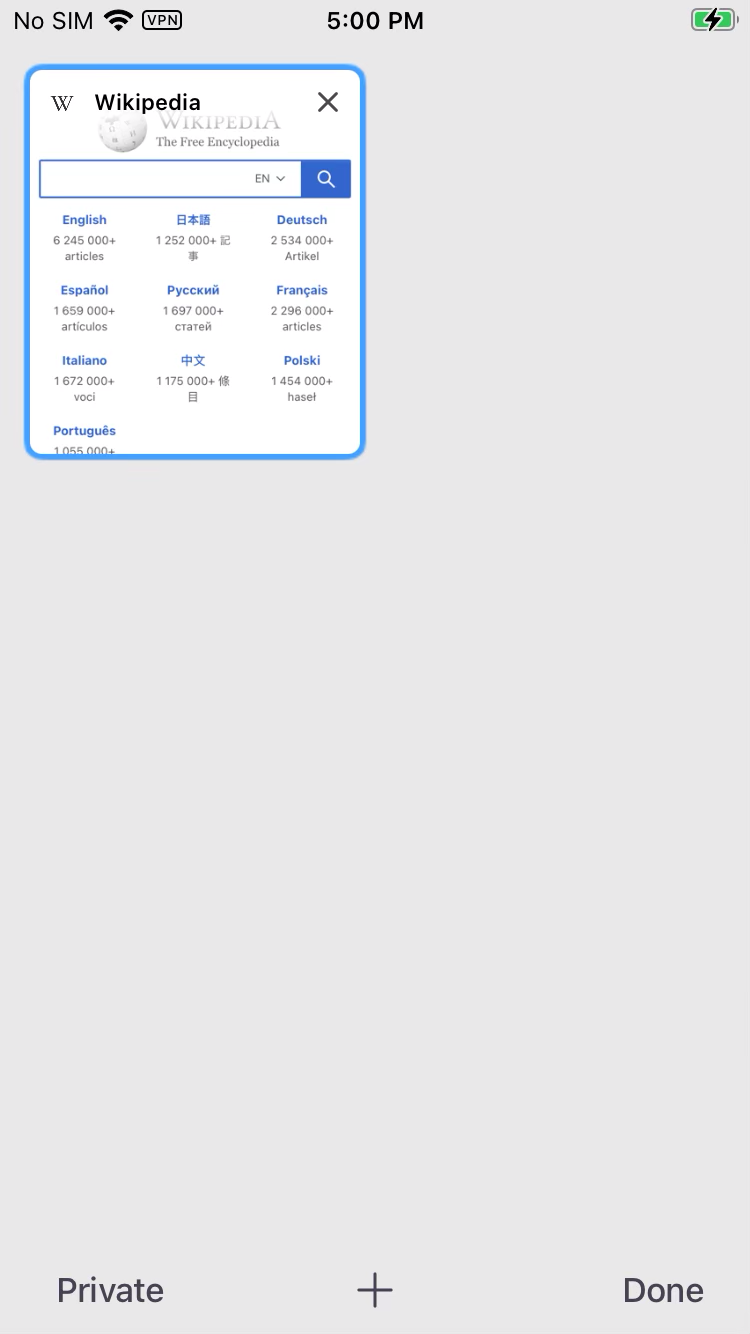 No SIM VPN 5:00 PM
W Wikipedia
WIKIPEDIA
The Free Encyclopedia
EN
English 日本語 Deutsch
6 245 000+ 1 252 000+ 記 2 534 000+
articles 事 Artikel
Español Русский Français
1 659 000+ 1 697 000+ 2 296 000+
artículos статей articles
Italiano 中文 Polski
1 672 000+ 1 175 000+ 條 1 454 000+
voci 目 haseł
Português
1 055 000+
Private Done